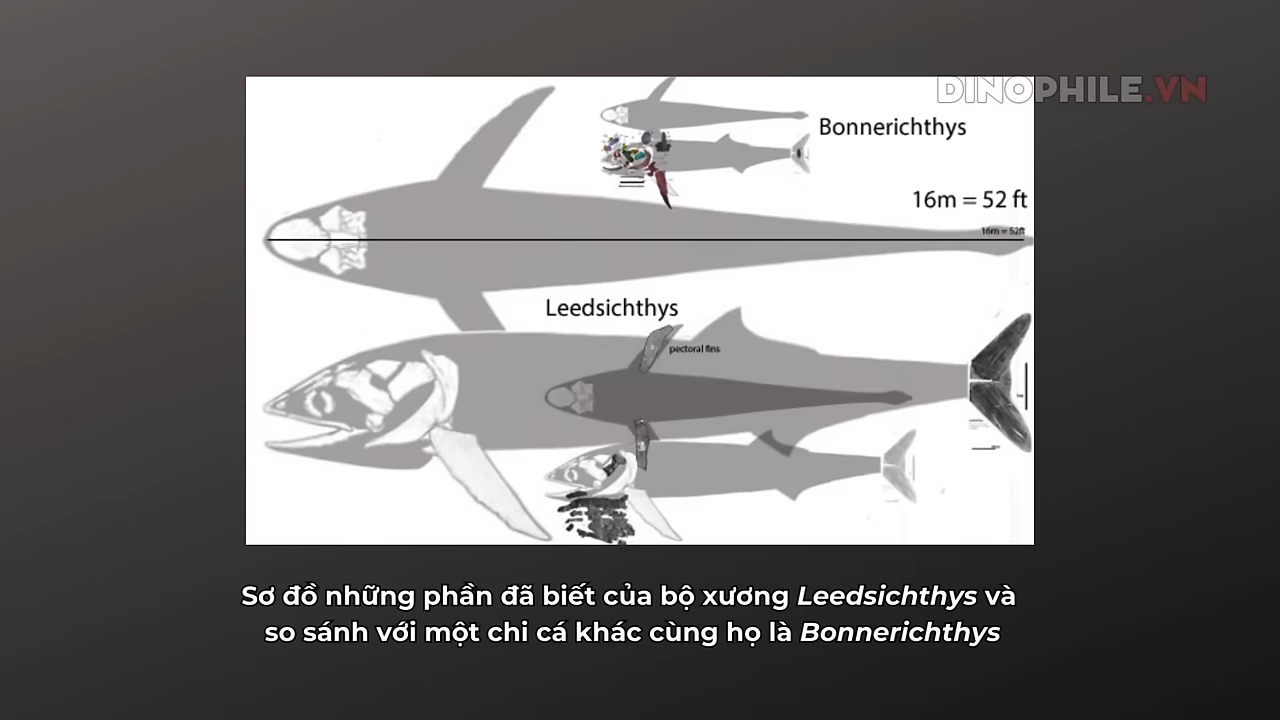 DINOPHILE.VN
Bonnerichthys
16m = 52 ft
16m = 52ft
Leedsichthys
pectoral fins
Sơ đồ những phần đã biết của bộ xương Leedsichthys và
so sánh với một chi cá khác cùng họ là Bonnerichthys